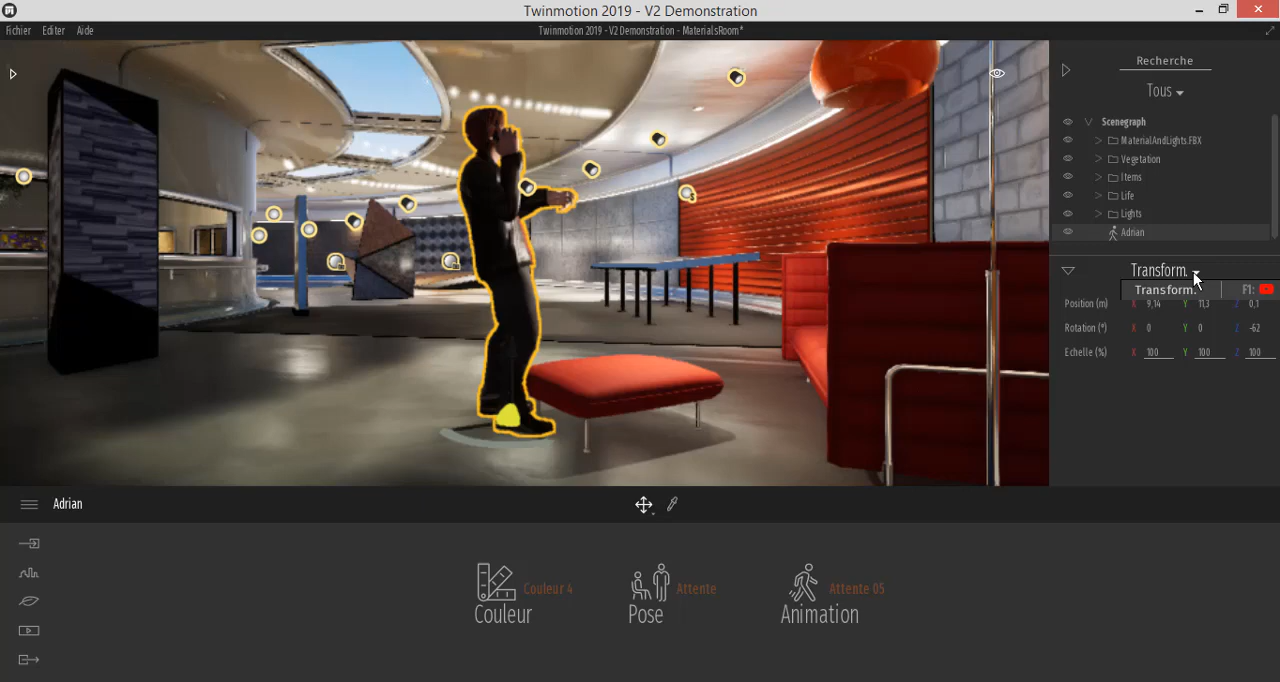 Twinmotion 2019 - V2 Demonstration
Fichier Editer Aide
Twinmotion 2019 - V2 Demonstration - MaterialsRoom*
Recherche
Tous
Scenegraph
MaterialAndLights.FBX
Vegetation
Items
Life
Lights
Adrian
Transform.
Transform. F1:
Position (m) X 9,14 Y 11,3 Z 0,1
Rotation (°) X 0 Y 0 Z -62
Echelle (%) X 100 Y 100 Z 100
Adrian
Couleur 4
Couleur
Attente
Pose
Attente 05
Animation